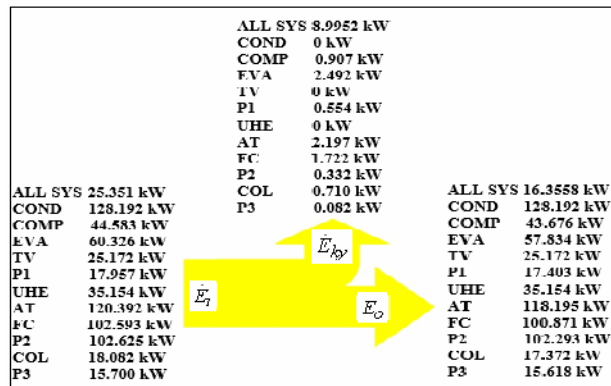 ALL SYS 8.9952 kW
COND 0 kW
COMP 0.907 kW
EVA 2.492 kW
TV 0 kW
P1 0.554 kW
UHE 0 kW
AT 2.197 kW
FC 1.722 kW
P2 0.332 kW
COL 0.710 kW
P3 0.082 kW
ALL SYS 25.351 kW
COND 128.192 kW
COMP 44.583 kW
EVA 60.326 kW
TV 25.172 kW
P1 17.957 kW
UHE 35.154 kW
AT 120.392 kW
FC 102.593 kW
P2 102.625 kW
COL 18.082 kW
P3 15.700 kW
Ėky
Ėi
Eo
ALL SYS 16.3558 kW
COND 128.192 kW
COMP 43.676 kW
EVA 57.834 kW
TV 25.172 kW
P1 17.403 kW
UHE 35.154 kW
AT 118.195 kW
FC 100.871 kW
P2 102.293 kW
COL 17.372 kW
P3 15.618 kW